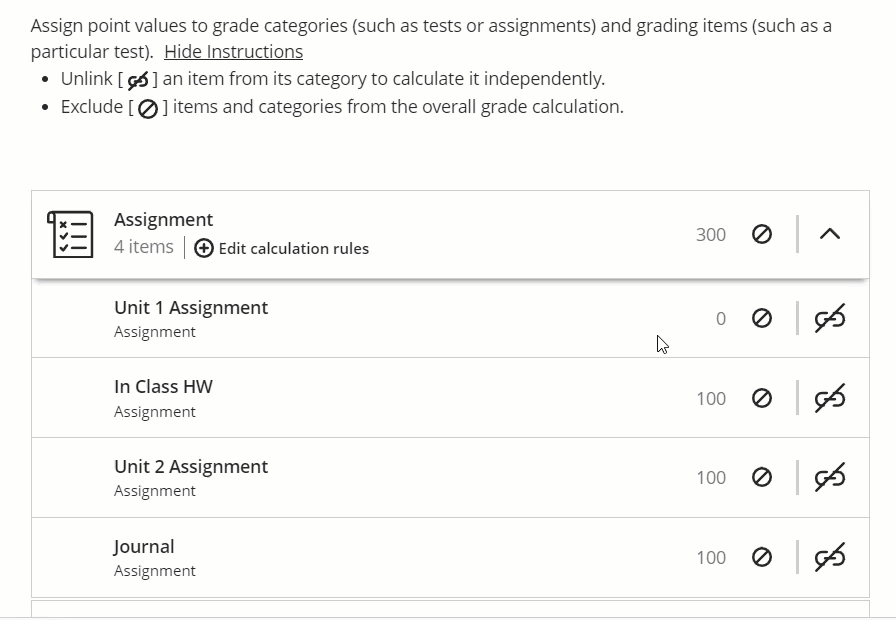 Assign point values to grade categories (such as tests or assignments) and grading items (such as a
particular test). Hide Instructions
• Unlink [ ] an item from its category to calculate it independently.
• Exclude [ ] items and categories from the overall grade calculation.
Assignment
4 items | Edit calculation rules
300
Unit 1 Assignment
Assignment
0
In Class HW
Assignment
100
Unit 2 Assignment
Assignment
100
Journal
Assignment
100